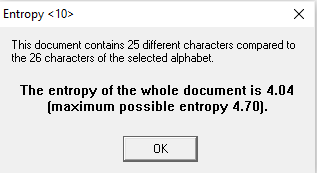 Entropy <10>
This document contains 25 different characters compared to
the 26 characters of the selected alphabet.
The entropy of the whole document is 4.04
(maximum possible entropy 4.70).
OK